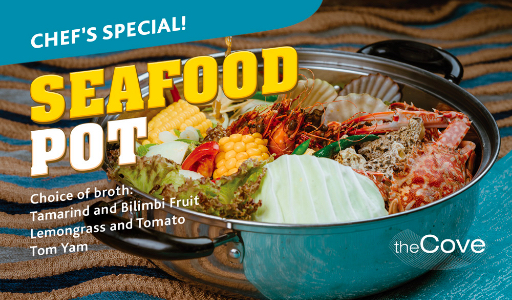 CHEF'S SPECIAL!
SEAFOOD
POT
Choice of broth:
Tamarind and Bilimbi Fruit
Lemongrass and Tomato
Tom Yam
theCove